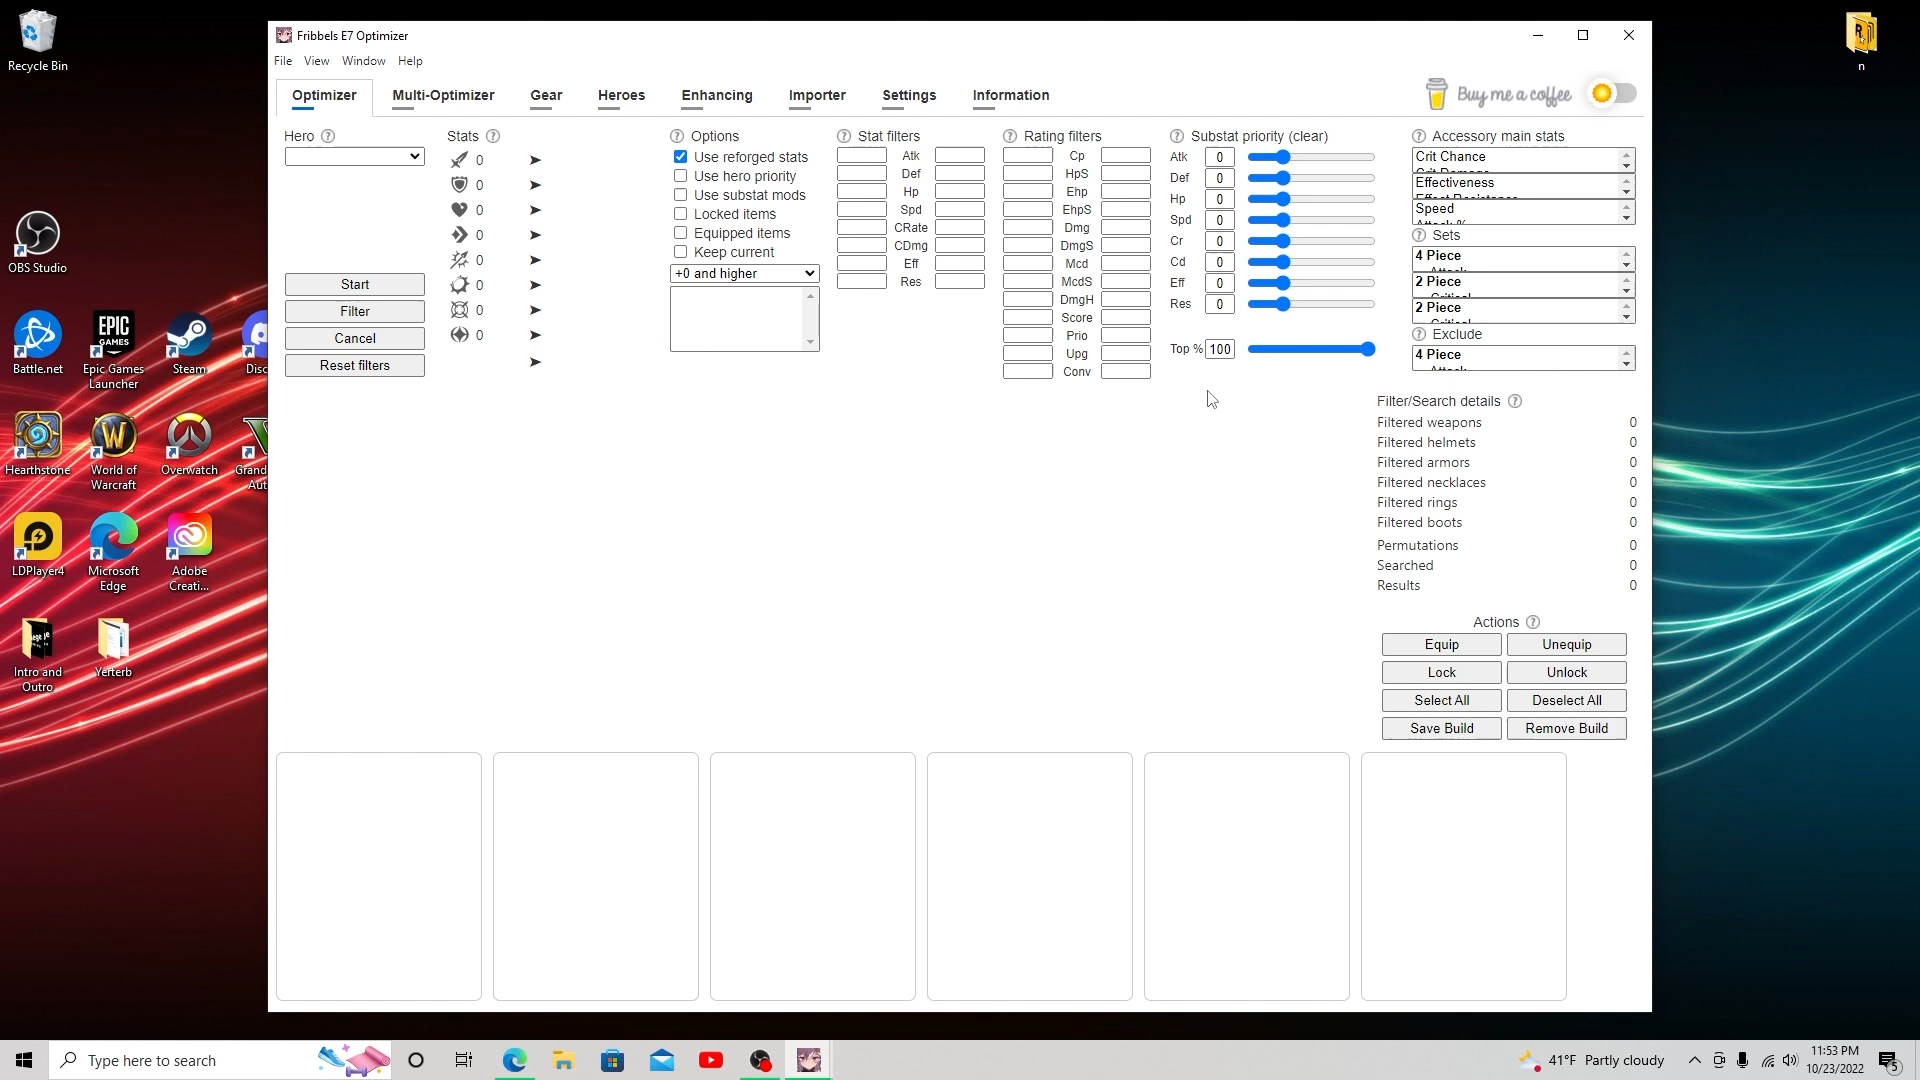 Recycle Bin
n
OBS Studio
Battle.net
Epic Games
Launcher
EPIC
GAMES
Steam
Disc
Hearthstone
World of
Warcraft
Overwatch
Grand
Aut
LDPlayer4
Microsoft
Edge
Adobe
Creati...
Intro and
Outro
Yerterb
Fribbels E7 Optimizer
File View Window Help
Optimizer Multi-Optimizer Gear Heroes Enhancing Importer Settings Information
Buy me a coffee
Hero
Start
Filter
Cancel
Reset filters
Stats
0
0
0
0
0
0
0
0
Options
Use reforged stats
Use hero priority
Use substat mods
Locked items
Equipped items
Keep current
+0 and higher
Stat filters
Atk
Def
Hp
Spd
CRate
CDmg
Eff
Res
Rating filters
Cp
HpS
Ehp
EhpS
Dmg
DmgS
Mcd
McdS
DmgH
Score
Prio
Upg
Conv
Substat priority (clear)
Atk 0
Def 0
Hp 0
Spd 0
Cr 0
Cd 0
Eff 0
Res 0
Top % 100
Accessory main stats
Crit Chance
Effectiveness
Speed
Sets
4 Piece
2 Piece
2 Piece
Exclude
4 Piece
Filter/Search details
Filtered weapons 0
Filtered helmets 0
Filtered armors 0
Filtered necklaces 0
Filtered rings 0
Filtered boots 0
Permutations 0
Searched 0
Results 0
Actions
Equip Unequip
Lock Unlock
Select All Deselect All
Save Build Remove Build
Type here to search
41°F Partly cloudy
11:53 PM
10/23/2022
5